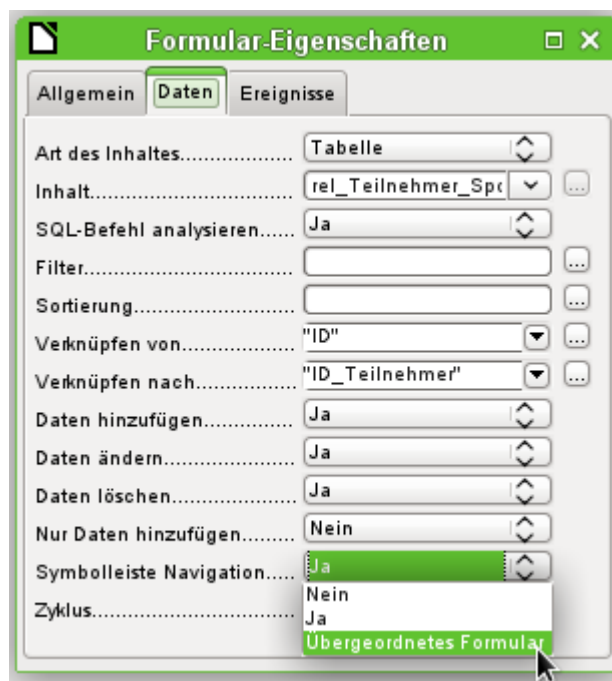 Formular-Eigenschaften
Allgemein Daten Ereignisse
Art des Inhaltes.................... Tabelle
Inhalt.................................. rel_Teilnehmer_Spo ...
SQL-Befehl analysieren...... Ja
Filter................................... ...
Sortierung........................... ...
Verknüpfen von.................. "ID" ...
Verknüpfen nach................ "ID_Teilnehmer" ...
Daten hinzufügen............... Ja
Daten ändern..................... Ja
Daten löschen.................... Ja
Nur Daten hinzufügen......... Nein
Symbolleiste Navigation..... Ja
Zyklus.................................
Nein
Ja
Übergeordnetes Formular